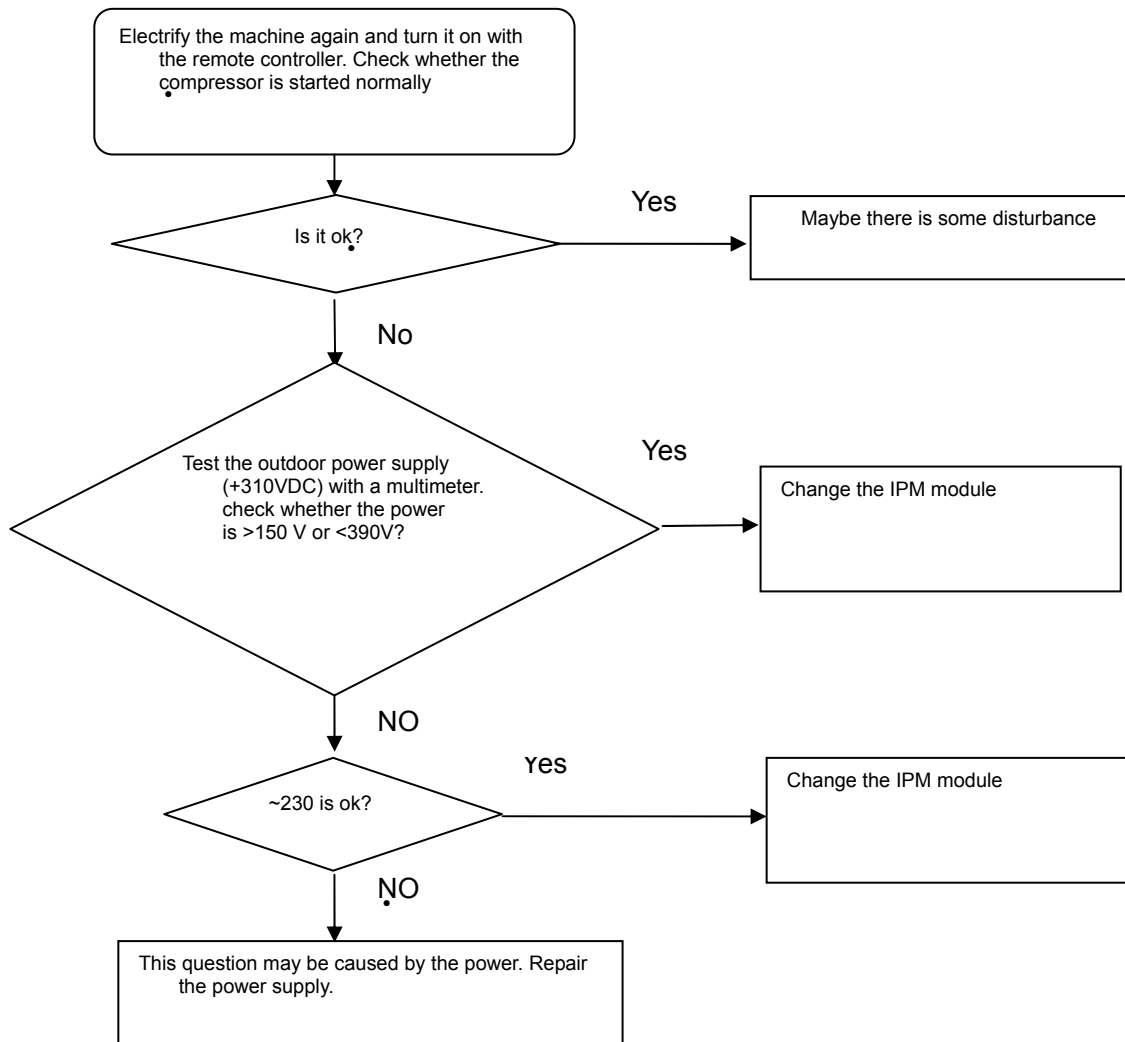 Electrify the machine again and turn it on with
the remote controller. Check whether the
compressor is started normally
Is it ok?
Yes
Maybe there is some disturbance
No
Test the outdoor power supply
(+310VDC) with a multimeter.
check whether the power
is >150 V or <390V?
Yes
Change the IPM module
NO
~230 is ok?
Yes
Change the IPM module
NO
This question may be caused by the power. Repair
the power supply.